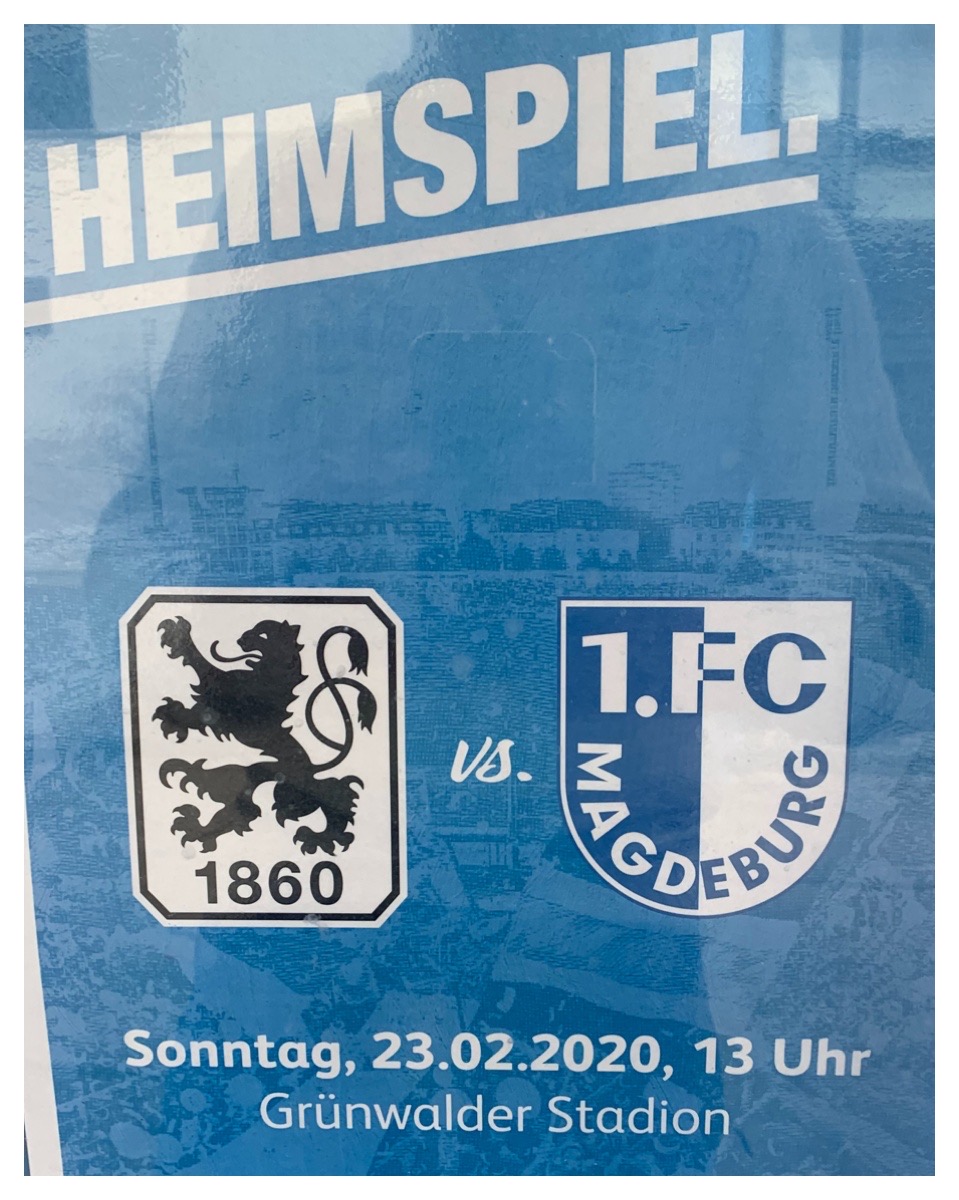 HEIMSPIEL.
1860
vs.
1.FC
MAGDEBURG
Sonntag, 23.02.2020, 13 Uhr
Grünwalder Stadion